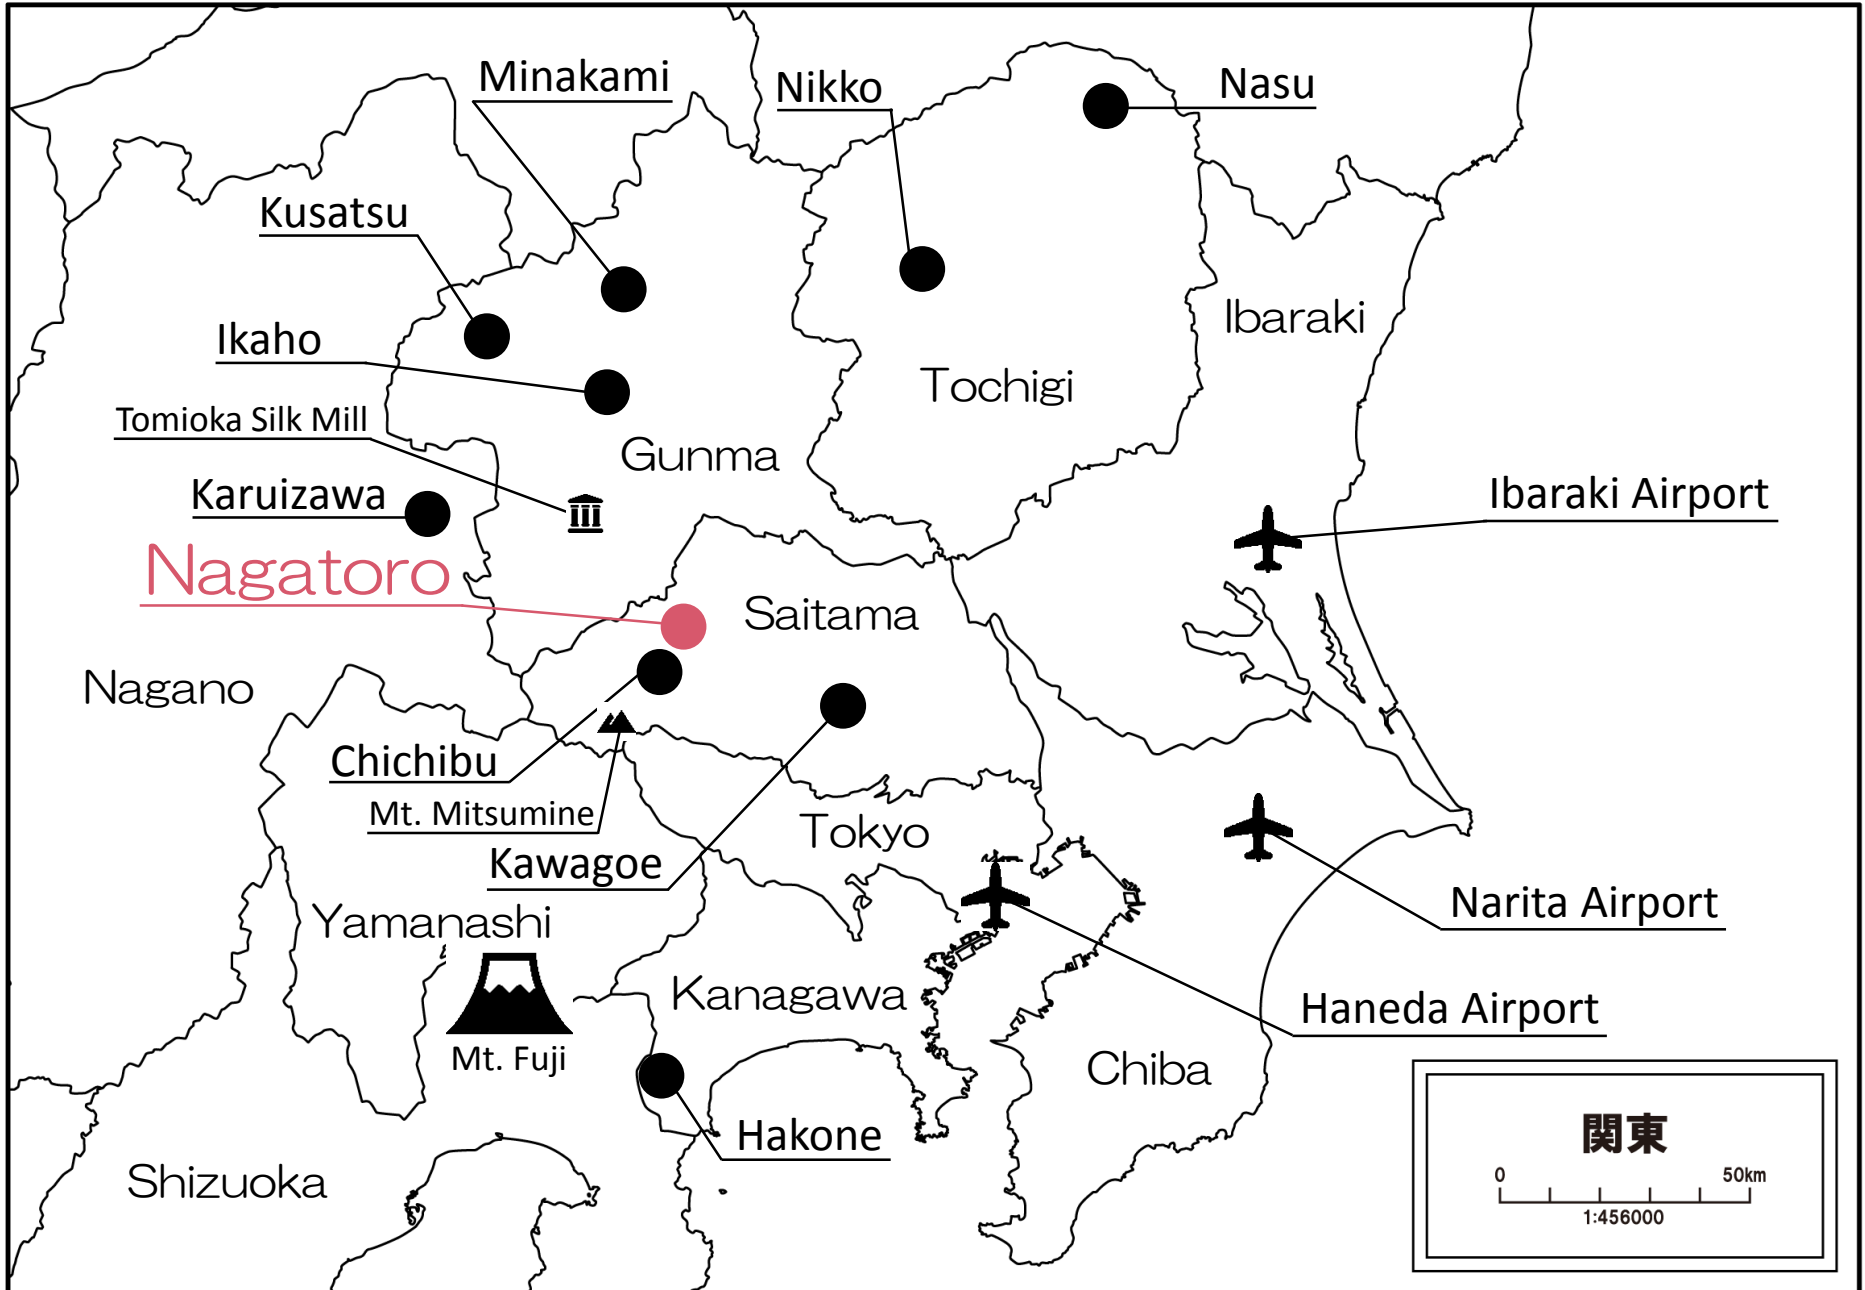 Minakami
Nikko
Nasu
Kusatsu
Ibaraki
Ikaho
Tochigi
Tomioka Silk Mill
Gunma
Karuizawa
Ibaraki Airport
Nagatoro
Saitama
Nagano
Chichibu
Mt. Mitsumine
Tokyo
Kawagoe
Narita Airport
Yamanashi
Kanagawa
Haneda Airport
Mt. Fuji
Chiba
Hakone
関東
Shizuoka
0 50km
1:456000